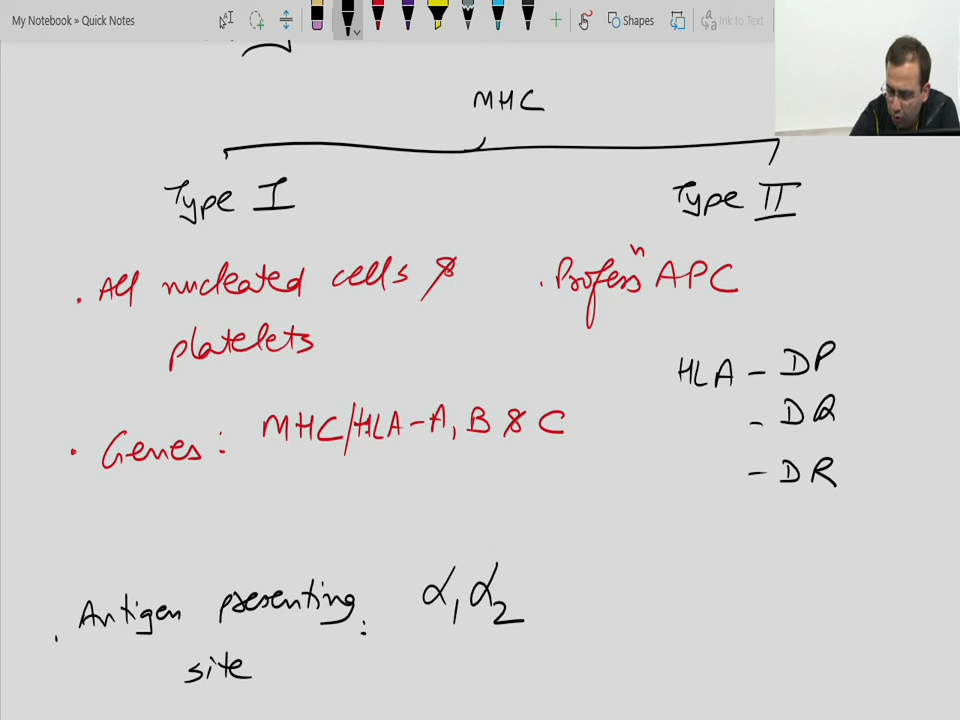 My Notebook » Quick Notes
Shapes
Ink to Text
MHC
Type I
Type II
. All nucleated cells &
platelets
. Profess^n APC
HLA - DP
- DQ
- DR
. Genes : MHC/HLA-A, B & C
. Antigen presenting : α1 α2
site